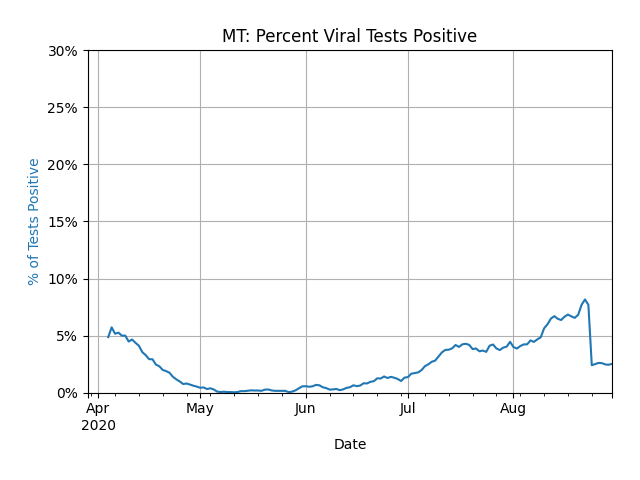 MT: Percent Viral Tests Positive
30%
25%
20%
15%
10%
5%
0%
% of Tests Positive
Apr
2020
May
Jun
Jul
Aug
Date